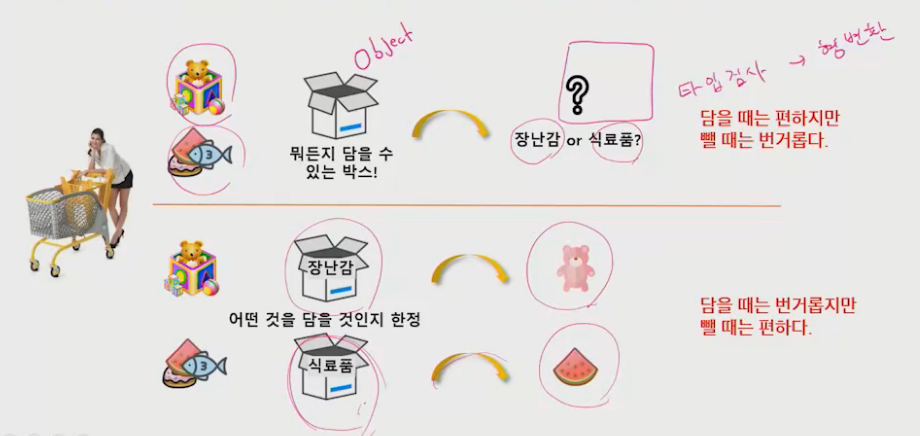 Object
타입검사 → 형변환
뭐든지 담을 수
있는 박스!
장난감 or 식료품?
담을 때는 편하지만
뺄 때는 번거롭다.
장난감
어떤 것을 담을 것인지 한정
식료품
담을 때는 번거롭지만
뺄 때는 편하다.